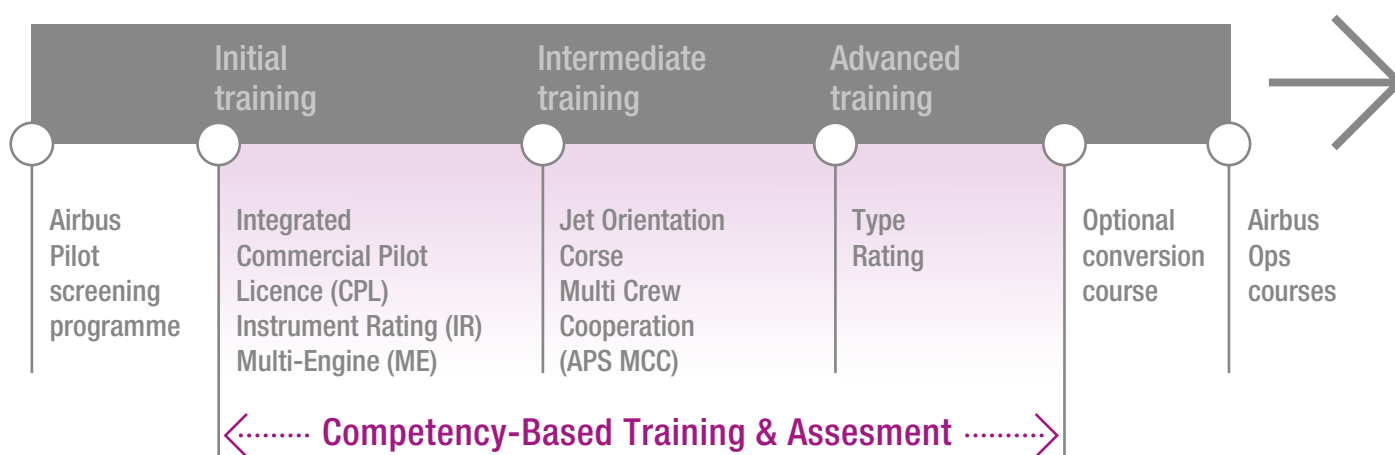 Initial
training
Intermediate
training
Advanced
training
Airbus
Pilot
screening
programme
Integrated
Commercial Pilot
Licence (CPL)
Instrument Rating (IR)
Multi-Engine (ME)
Jet Orientation
Corse
Multi Crew
Cooperation
(APS MCC)
Type
Rating
Optional
conversion
course
Airbus
Ops
courses
Competency-Based Training & Assesment